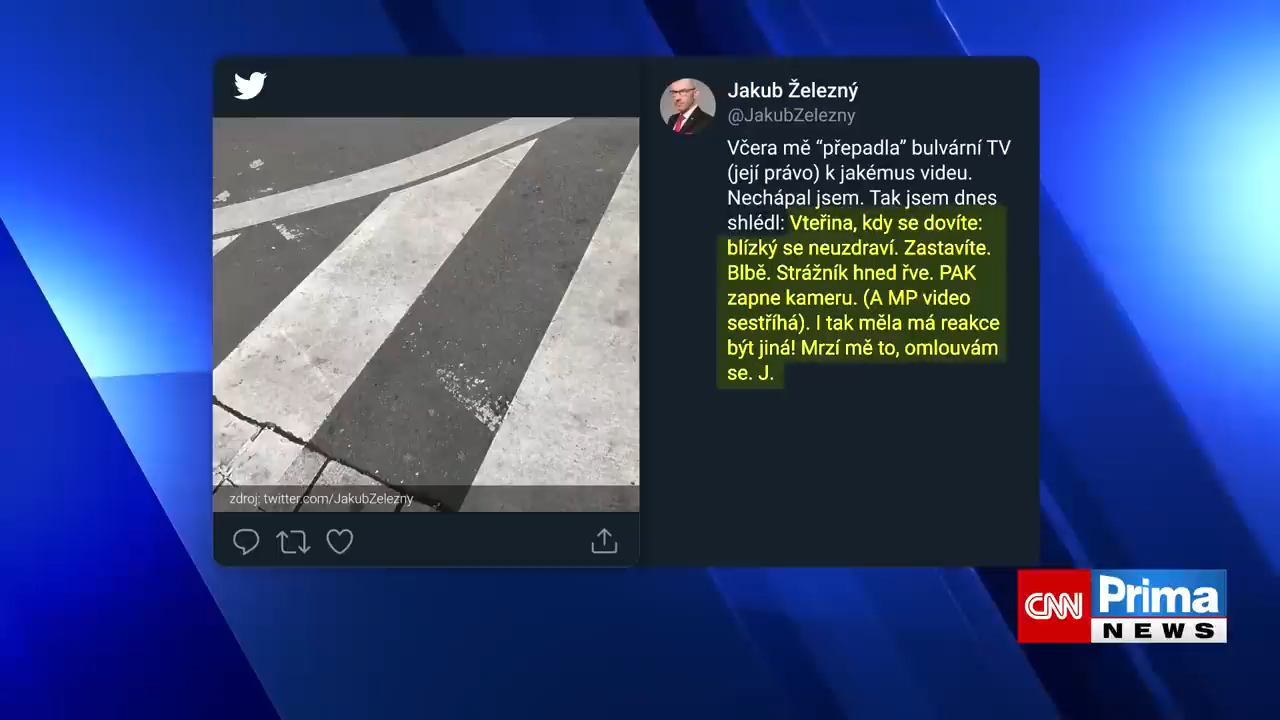 Jakub Železný
@JakubZelezny
Včera mě “přepadla” bulvární TV
(její právo) k jakémus videu.
Nechápal jsem. Tak jsem dnes
shlédl: Vteřina, kdy se dovíte:
blízký se neuzdraví. Zastavíte.
Blbě. Strážník hned řve. PAK
zapne kameru. (A MP video
sestříhá). I tak měla má reakce
být jiná! Mrzí mě to, omlouvám
se. J.
zdroj: twitter.com/JakubZelezny
CNN Prima
NEWS